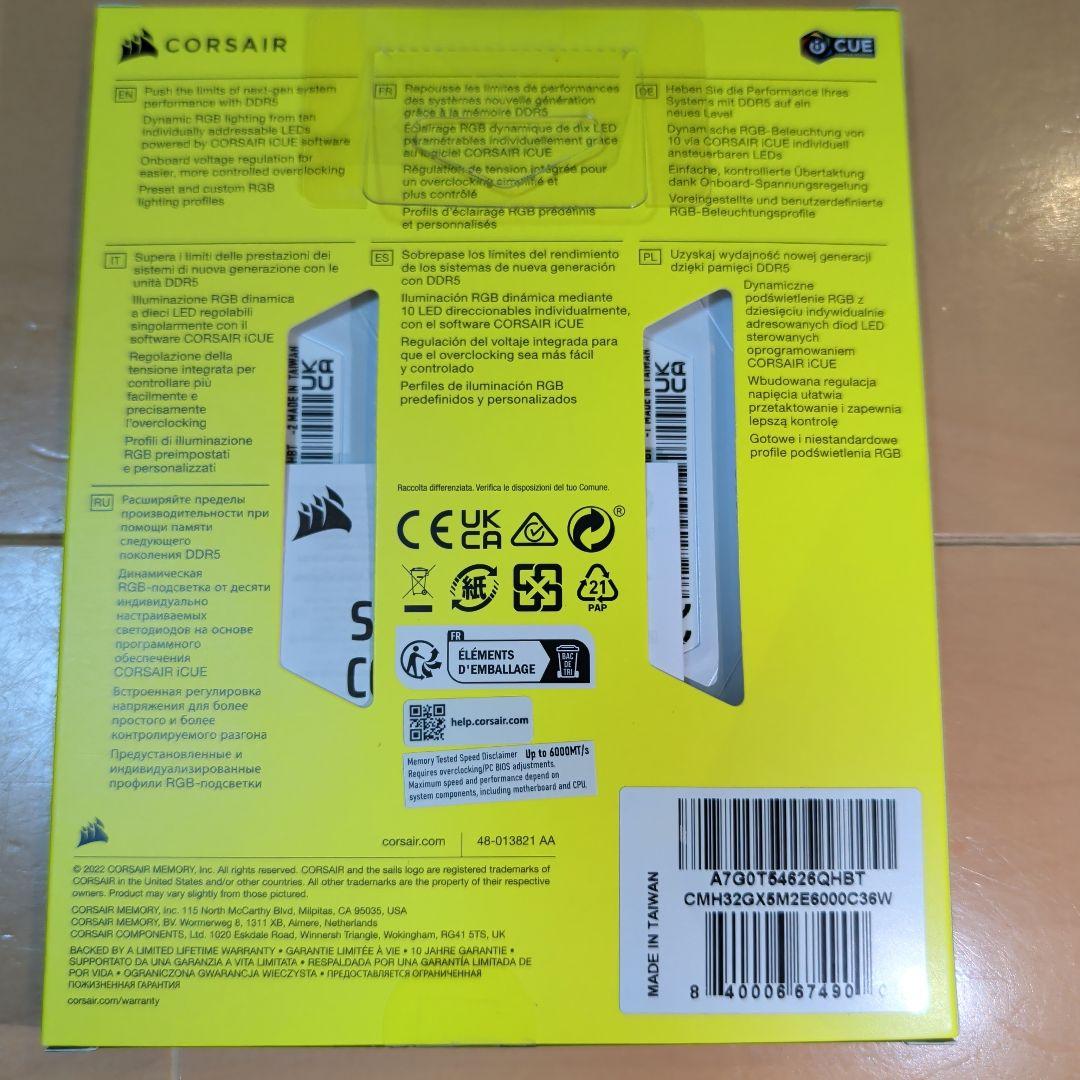 CORSAIR
iCUE
EN Push the limits of next-gen system
performance with DDR5
Dynamic RGB lighting from ten
individually addressable LEDs
powered by CORSAIR iCUE software
Onboard voltage regulation for
easier, more controlled overclocking
Preset and custom RGB
lighting profiles
FR Repousse les limites de performances
des systèmes nouvelle génération
grâce à la mémoire DDR5
Éclairage RGB dynamique de dix LED
paramétrables individuellement grâce
au logiciel CORSAIR iCUE
Régulation de tension intégrée pour
un overclocking simplifié et
plus contrôlé
Profils d'éclairage RGB prédéfinis
et personnalisés
DE Heben Sie die Performance Ihres
Systems mit DDR5 auf ein
neues Level
Dynamische RGB-Beleuchtung von
10 via CORSAIR iCUE individuell
ansteuerbaren LEDs
Einfache, kontrollierte Übertaktung
dank Onboard-Spannungsregelung
Voreingestellte und benutzerdefinierte
RGB-Beleuchtungsprofile
IT Supera i limiti delle prestazioni dei
sistemi di nuova generazione con le
unità DDR5
Illuminazione RGB dinamica
a dieci LED regolabili
singolarmente con il
software CORSAIR iCUE
Regolazione della
tensione integrata per
controllare più
facilmente e
precisamente
l'overclocking
Profili di illuminazione
RGB preimpostati
e personalizzati
ES Sobrepase los límites del rendimiento
de los sistemas de nueva generación
con DDR5
Iluminación RGB dinámica mediante
10 LED direccionables individualmente,
con el software CORSAIR iCUE
Regulación del voltaje integrada para
que el overclocking sea más fácil
y controlado
Perfiles de iluminación RGB
predefinidos y personalizados
PL Uzyskaj wydajność nowej generacji
dzięki pamięci DDR5
Dynamiczne
podświetlenie RGB z
dziesięciu indywidualnie
adresowanych diod LED
sterowanych
oprogramowaniem
CORSAIR iCUE
Wbudowana regulacja
napięcia ułatwia
przetaktowanie i zapewnia
lepszą kontrolę
Gotowe i niestandardowe
profile podświetlenia RGB
HBT -2 MADE IN TAIWAN
UK
CA
-1 MADE IN TAIWAN
UK
CA
RU Расширяйте пределы
производительности при
помощи памяти
следующего
поколения DDR5
Динамическая
RGB-подсветка от десяти
индивидуально
настраиваемых
светодиодов на основе
программного
обеспечения
CORSAIR iCUE
Встроенная регулировка
напряжения для более
простого и более
контролируемого разгона
Предустановленные и
индивидуализированные
профили RGB-подсветки
Raccolta differenziata. Verifica le disposizioni del tuo Comune.
CE UK
CA ®
紙 21
PAP
FR
ÉLÉMENTS
D'EMBALLAGE
BAC
DE
TRI
help.corsair.com
Memory Tested Speed Disclaimer Up to 6000MT/s
Requires overclocking/PC BIOS adjustments.
Maximum speed and performance depend on
system components, including motherboard and CPU.
corsair.com 48-013821 AA
© 2022 CORSAIR MEMORY, Inc. All rights reserved. CORSAIR and the sails logo are registered trademarks of
CORSAIR in the United States and/or other countries. All other trademarks are the property of their respective
owners. Product may vary slightly from those pictured.
CORSAIR MEMORY, Inc. 115 North McCarthy Blvd, Milpitas, CA 95035, USA
CORSAIR MEMORY, BV. Wormerweg 8, 1311 XB, Almere, Netherlands
CORSAIR COMPONENTS, Ltd. 1020 Eskdale Road, Winnersh Triangle, Wokingham, RG41 5TS, UK
BACKED BY A LIMITED LIFETIME WARRANTY • GARANTIE LIMITÉE À VIE • 10 JAHRE GARANTIE •
SUPPORTATO DA UNA GARANZIA A VITA LIMITATA • RESPALDADA POR UNA GARANTÍA LIMITADA DE
POR VIDA • OGRANICZONA GWARANCJA WIECZYSTA • ПРЕДОСТАВЛЯЕТСЯ ОГРАНИЧЕННАЯ
ПОЖИЗНЕННАЯ ГАРАНТИЯ
corsair.com/warranty
MADE IN TAIWAN
A7G0T54626QHBT
CMH32GX5M2E6000C36W
8 40006 67490